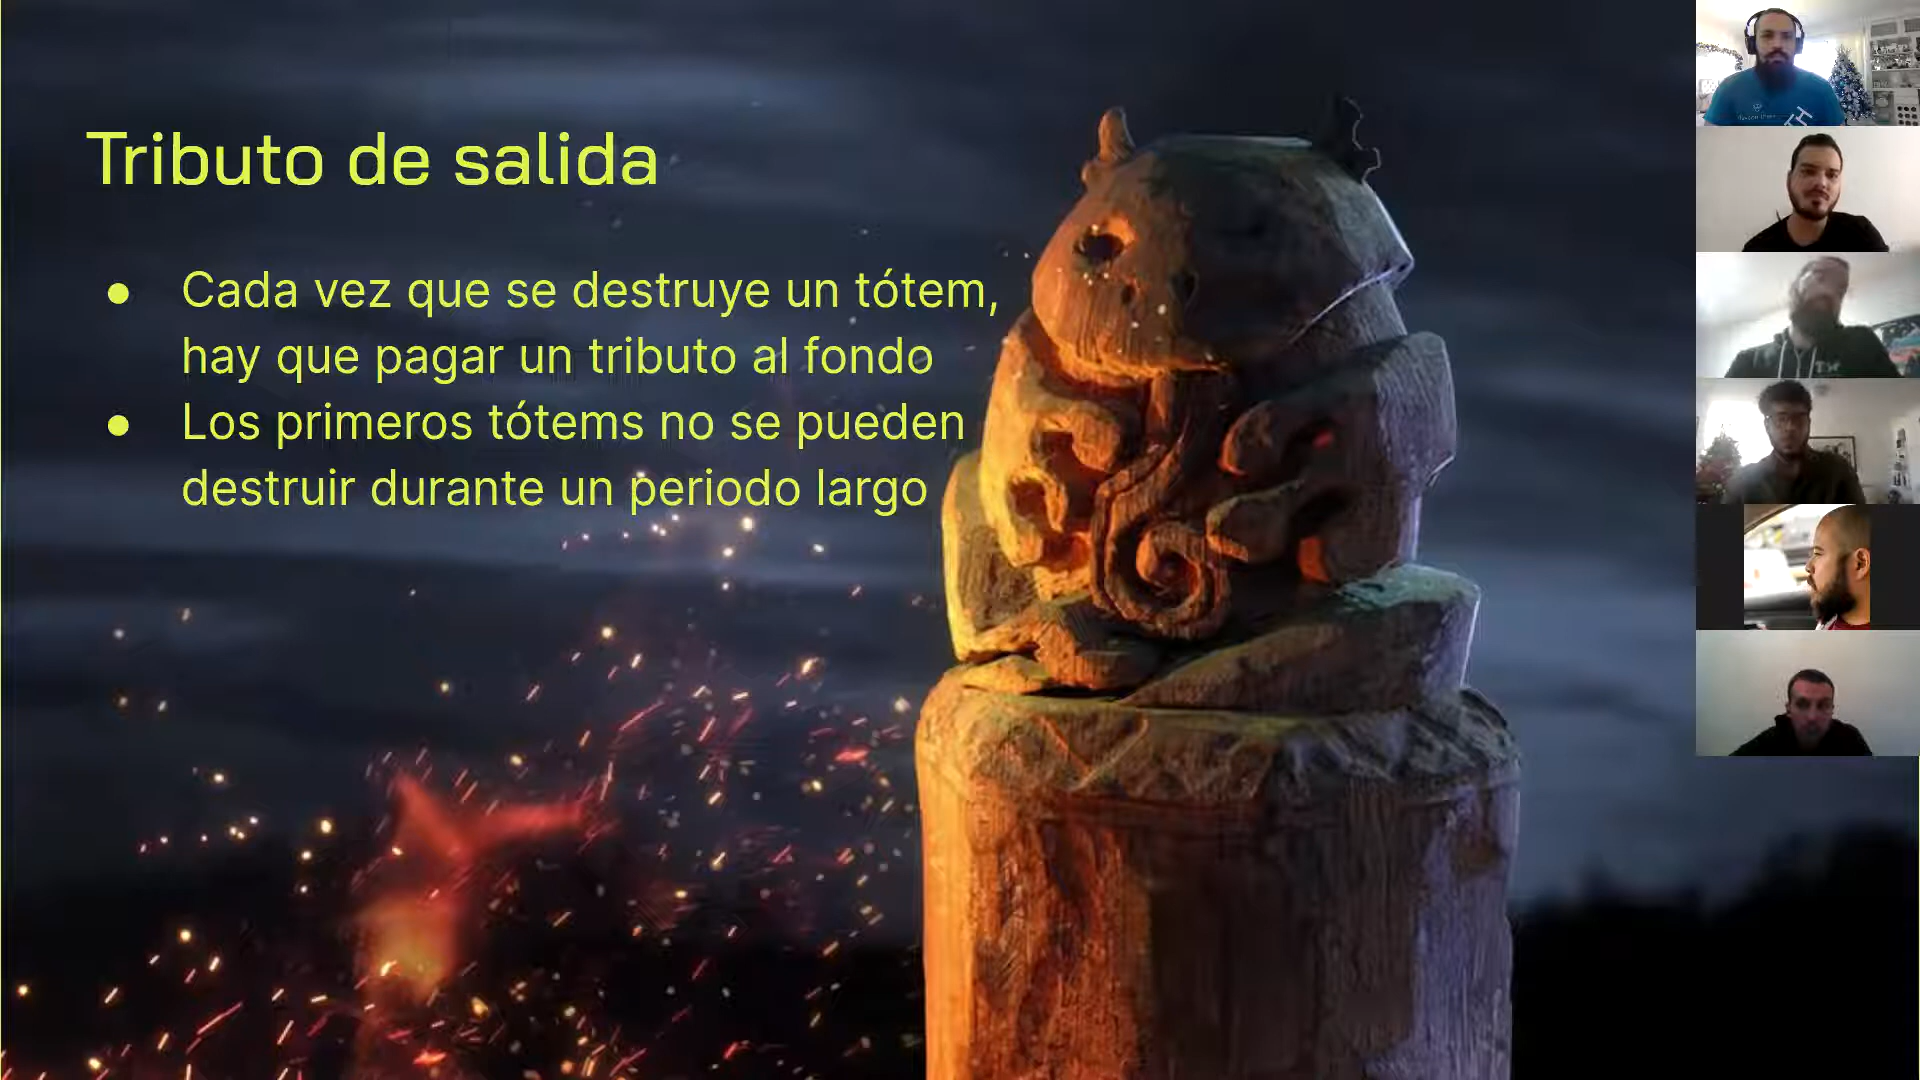 Tributo de salida
● Cada vez que se destruye un tótem,
hay que pagar un tributo al fondo
● Los primeros tótems no se pueden
destruir durante un periodo largo